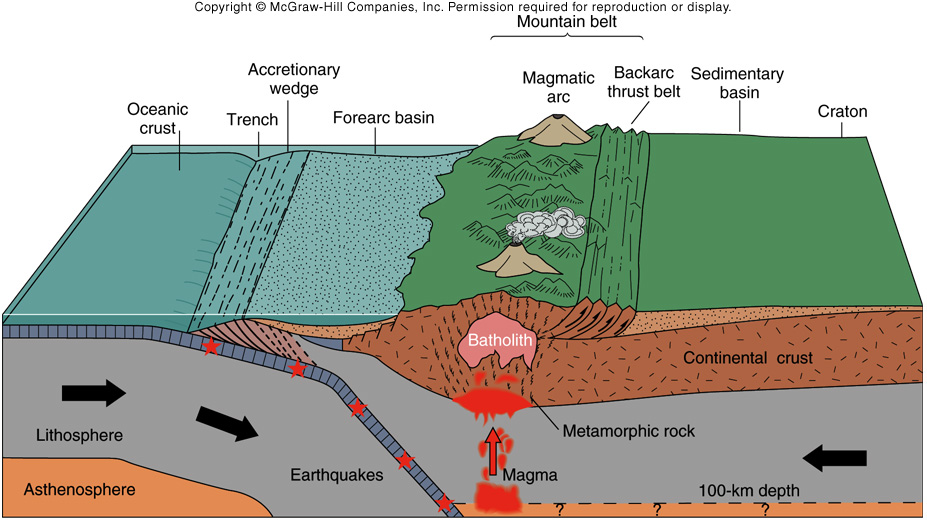 Copyright © McGraw-Hill Companies, Inc. Permission required for reproduction or display.
Mountain belt
Accretionary
wedge
Magmatic
arc
Backarc
thrust belt
Sedimentary
basin
Oceanic
crust
Trench
Forearc basin
Craton
Batholith
Continental crust
Metamorphic rock
Lithosphere
Earthquakes
Magma
Asthenosphere
100-km depth
? ? ?